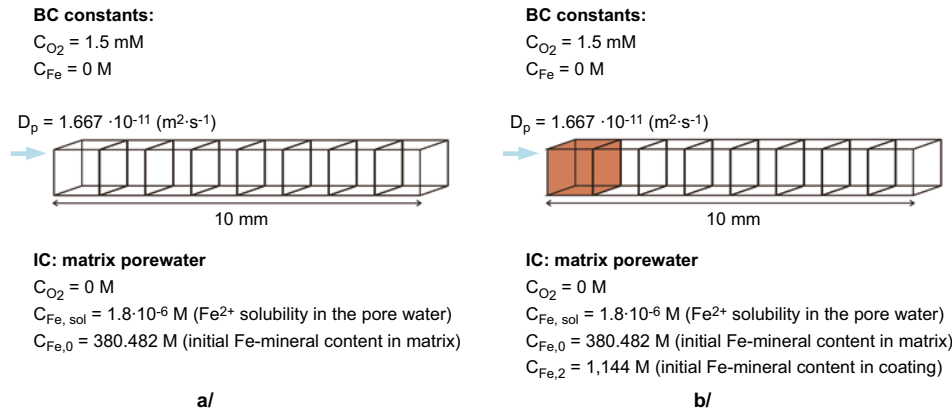 BC constants:
C_O2 = 1.5 mM
C_Fe = 0 M
D_p = 1.667 ·10⁻¹¹ (m²·s⁻¹)
10 mm
IC: matrix porewater
C_O2 = 0 M
C_Fe, sol = 1.8·10⁻⁶ M (Fe²⁺ solubility in the pore water)
C_Fe,0 = 380.482 M (initial Fe-mineral content in matrix)
a/
BC constants:
C_O2 = 1.5 mM
C_Fe = 0 M
D_p = 1.667 ·10⁻¹¹ (m²·s⁻¹)
10 mm
IC: matrix porewater
C_O2 = 0 M
C_Fe, sol = 1.8·10⁻⁶ M (Fe²⁺ solubility in the pore water)
C_Fe,0 = 380.482 M (initial Fe-mineral content in matrix)
C_Fe,2 = 1,144 M (initial Fe-mineral content in coating)
b/